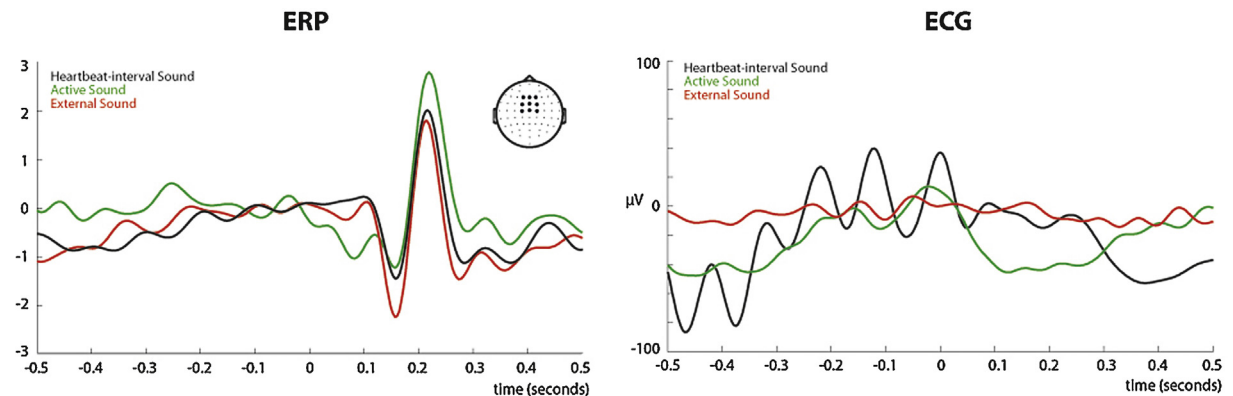 ERP
3
2
1
0
-1
-2
-3
Heartbeat-interval Sound
Active Sound
External Sound
-0.5 -0.4 -0.3 -0.2 -0.1 0 0.1 0.2 0.3 0.4 0.5
time (seconds)
ECG
100
μV 0
-100
Heartbeat-interval Sound
Active Sound
External Sound
-0.5 -0.4 -0.3 -0.2 -0.1 0 0.1 0.2 0.3 0.4 0.5
time (seconds)